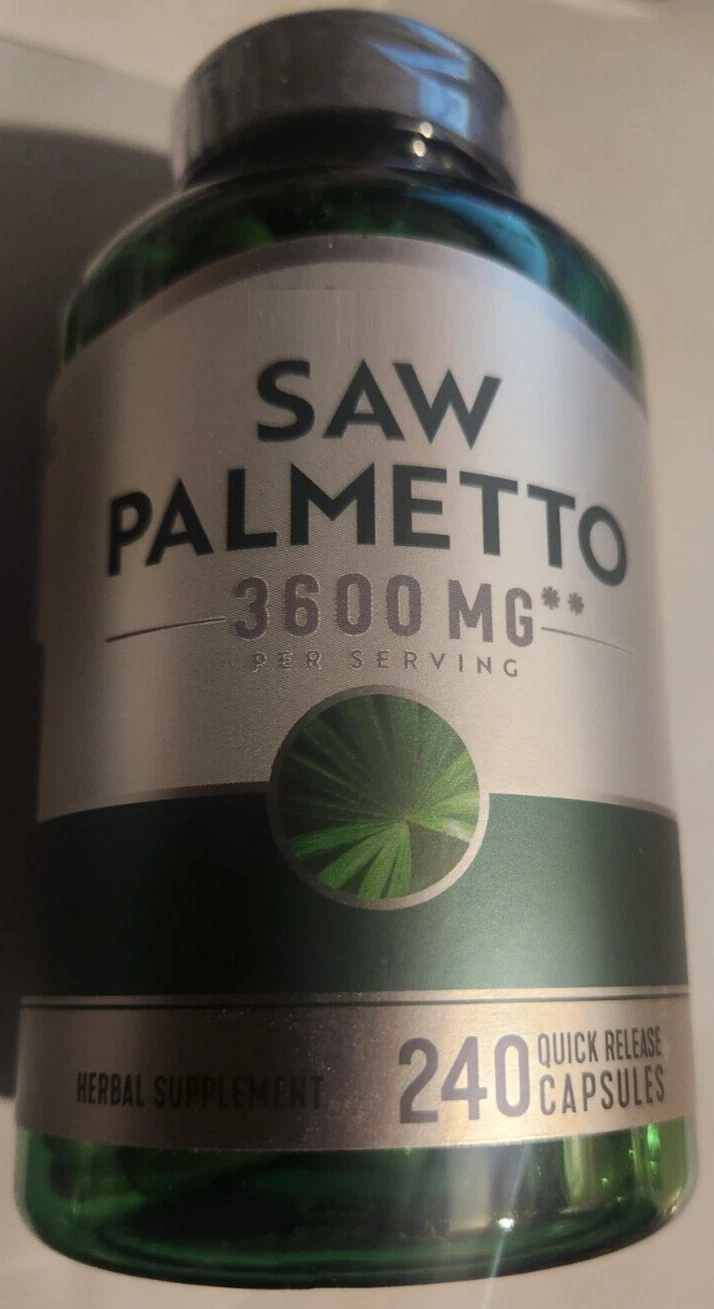 SAW
PALMETTO
3600 MG**
PER SERVING
HERBAL SUPPLEMENT
240 QUICK RELEASE
CAPSULES